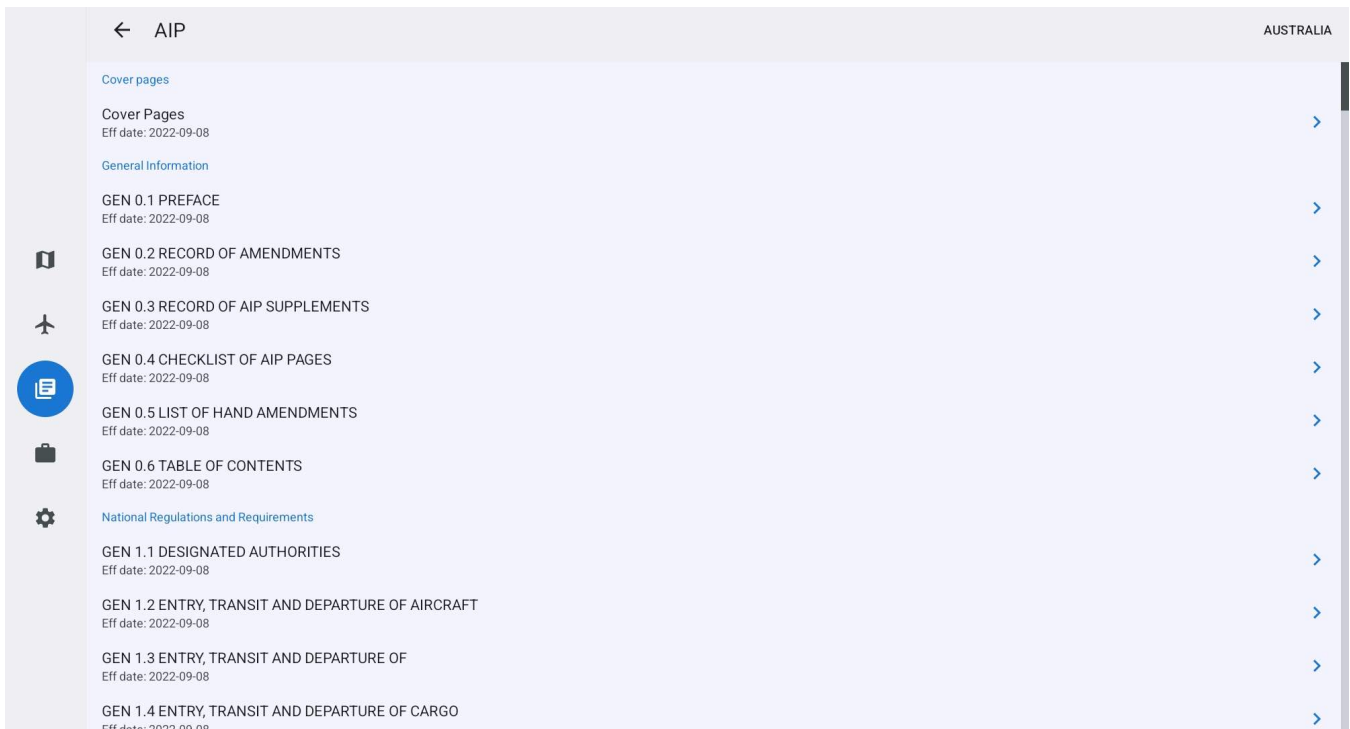 AIP
AUSTRALIA
Cover pages
Cover Pages
Eff date: 2022-09-08
General Information
GEN 0.1 PREFACE
Eff date: 2022-09-08
GEN 0.2 RECORD OF AMENDMENTS
Eff date: 2022-09-08
GEN 0.3 RECORD OF AIP SUPPLEMENTS
Eff date: 2022-09-08
GEN 0.4 CHECKLIST OF AIP PAGES
Eff date: 2022-09-08
GEN 0.5 LIST OF HAND AMENDMENTS
Eff date: 2022-09-08
GEN 0.6 TABLE OF CONTENTS
Eff date: 2022-09-08
National Regulations and Requirements
GEN 1.1 DESIGNATED AUTHORITIES
Eff date: 2022-09-08
GEN 1.2 ENTRY, TRANSIT AND DEPARTURE OF AIRCRAFT
Eff date: 2022-09-08
GEN 1.3 ENTRY, TRANSIT AND DEPARTURE OF
Eff date: 2022-09-08
GEN 1.4 ENTRY, TRANSIT AND DEPARTURE OF CARGO
Eff date: 2022-09-08